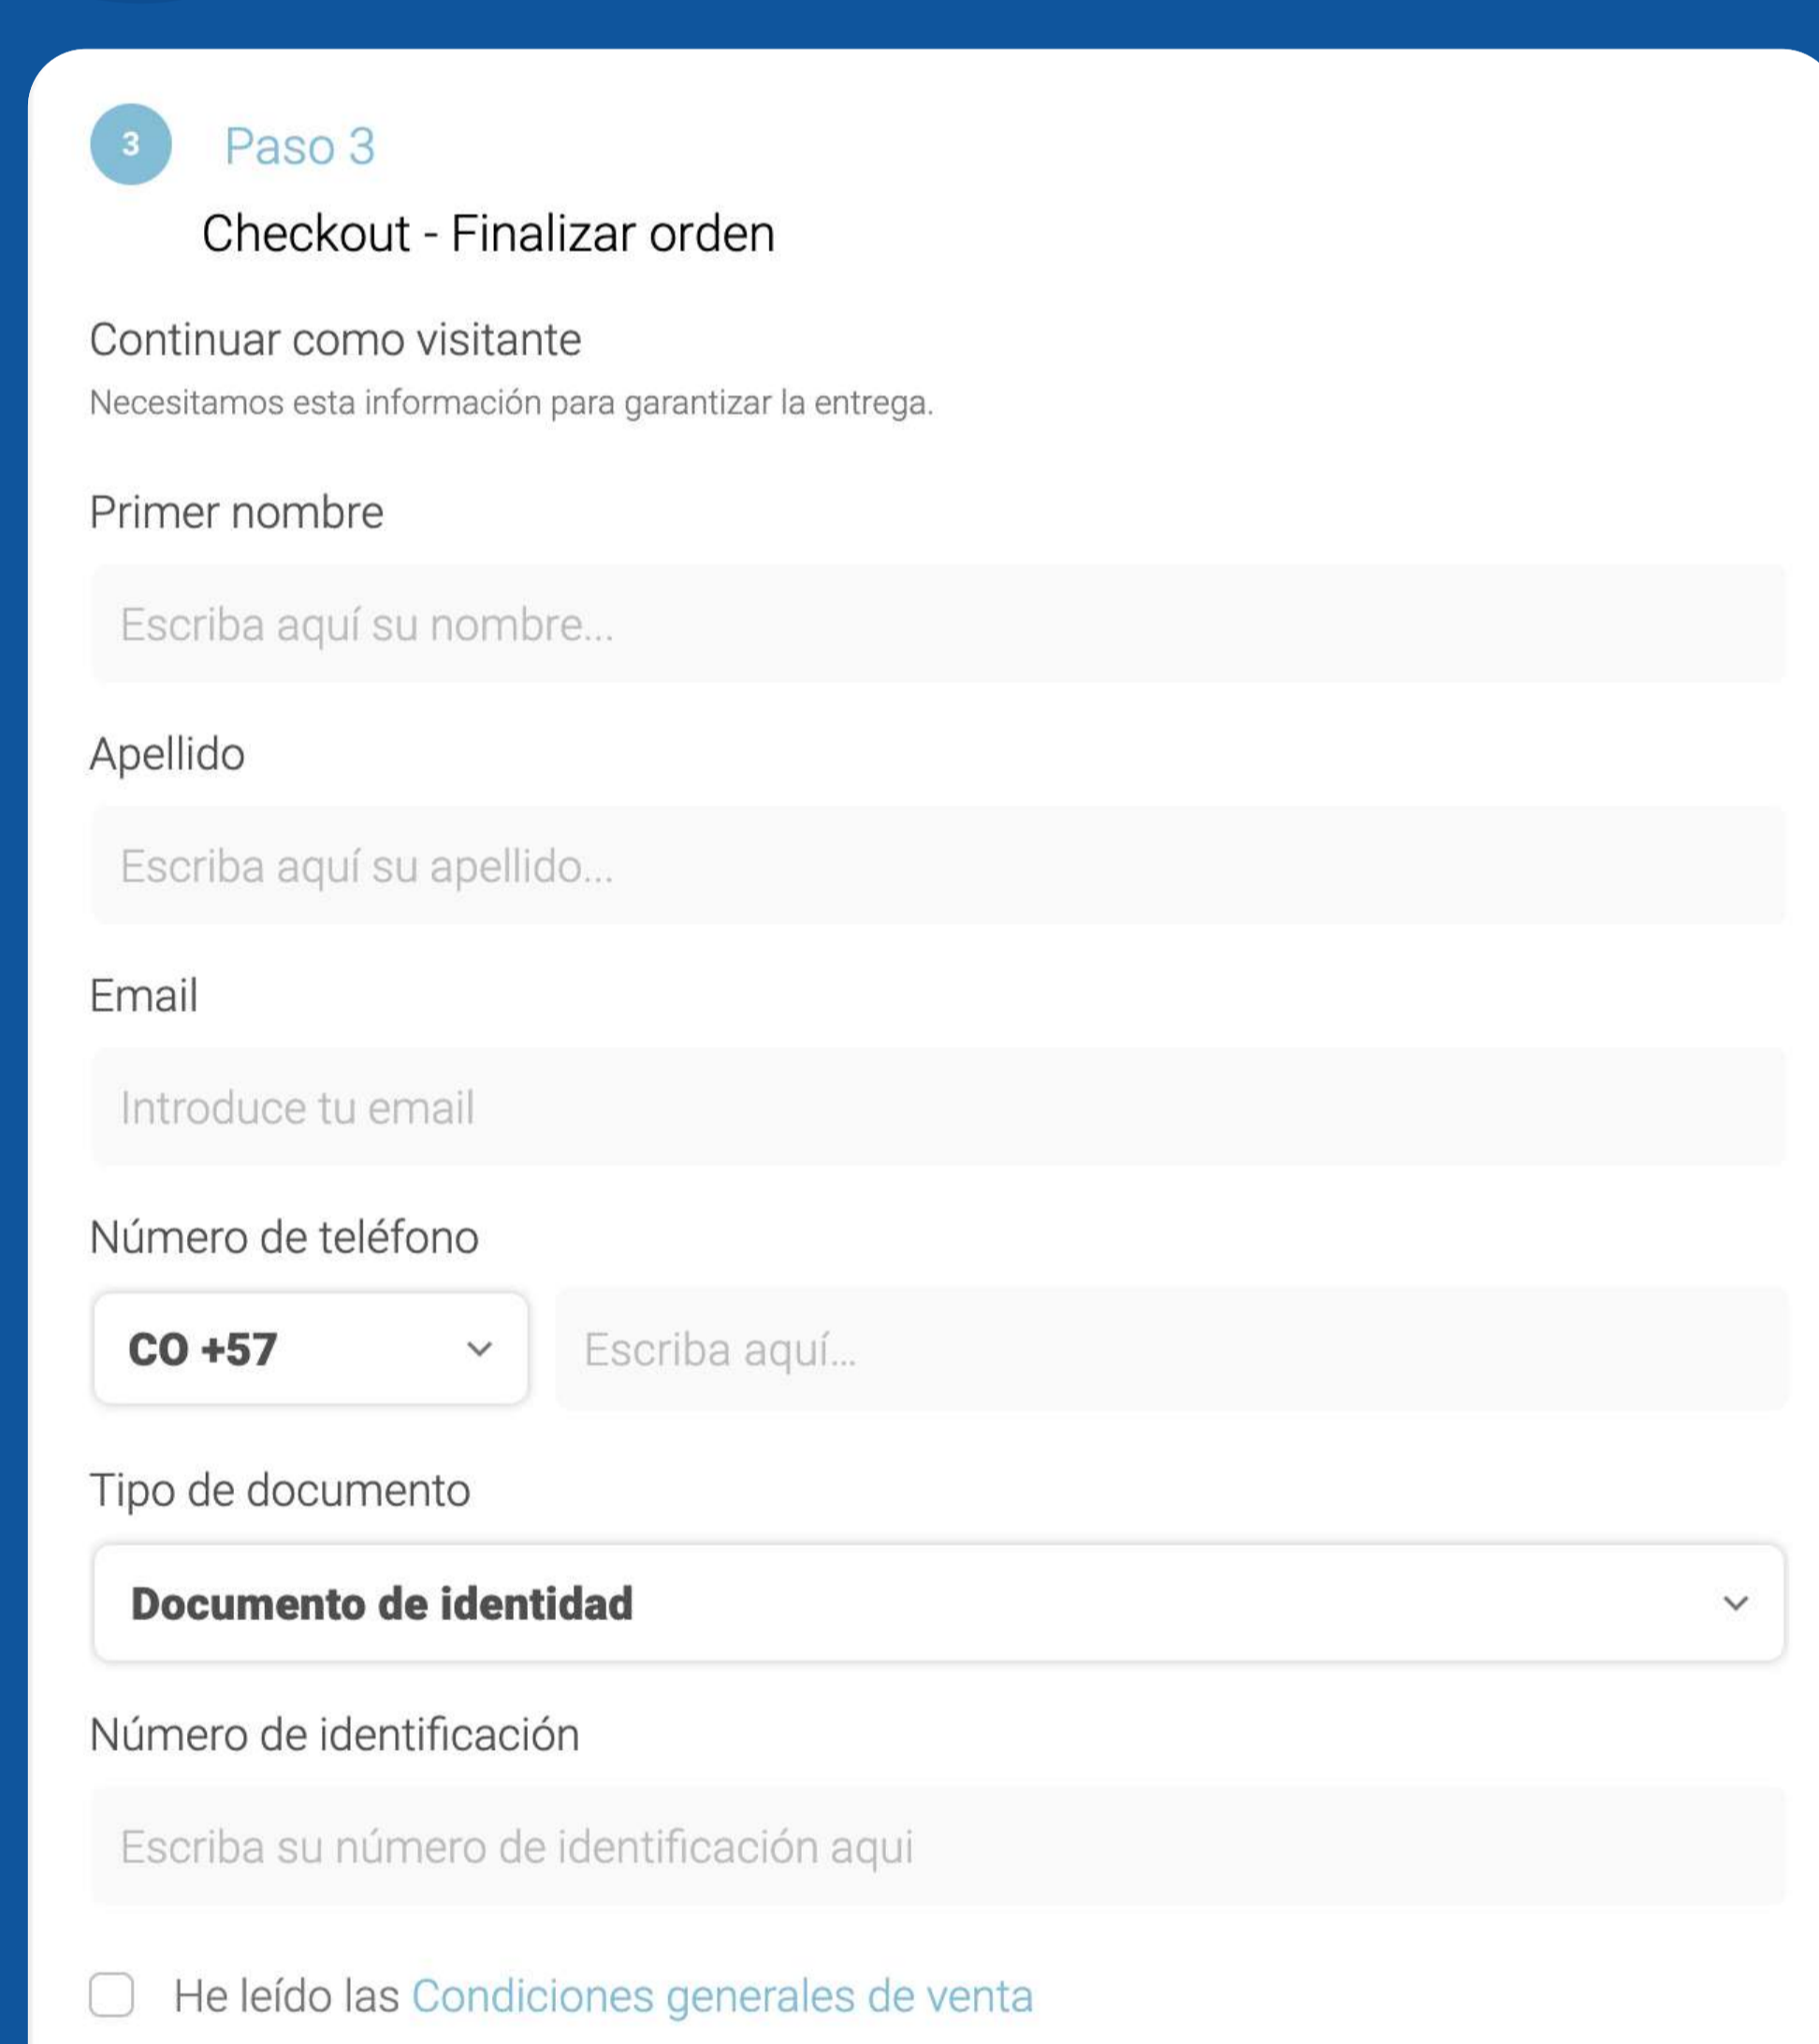 3 Paso 3
Checkout - Finalizar orden
Continuar como visitante
Necesitamos esta información para garantizar la entrega.
Primer nombre
Escriba aquí su nombre...
Apellido
Escriba aquí su apellido...
Email
Introduce tu email
Número de teléfono
CO +57 Escriba aquí...
Tipo de documento
Documento de identidad
Número de identificación
Escriba su número de identificación aqui
He leído las Condiciones generales de venta